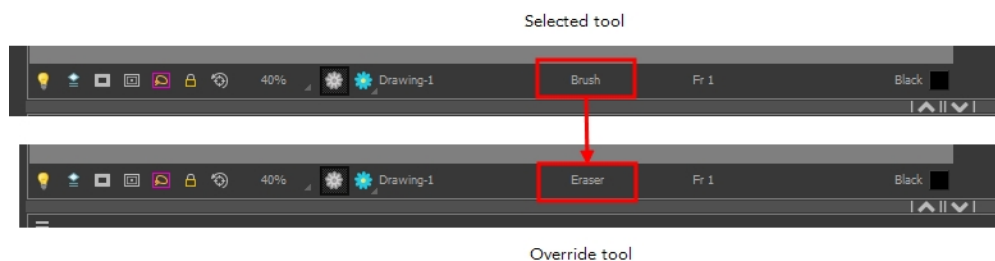 Selected tool
40% Drawing-1 Brush Fr 1 Black
40% Drawing-1 Eraser Fr 1 Black
Override tool